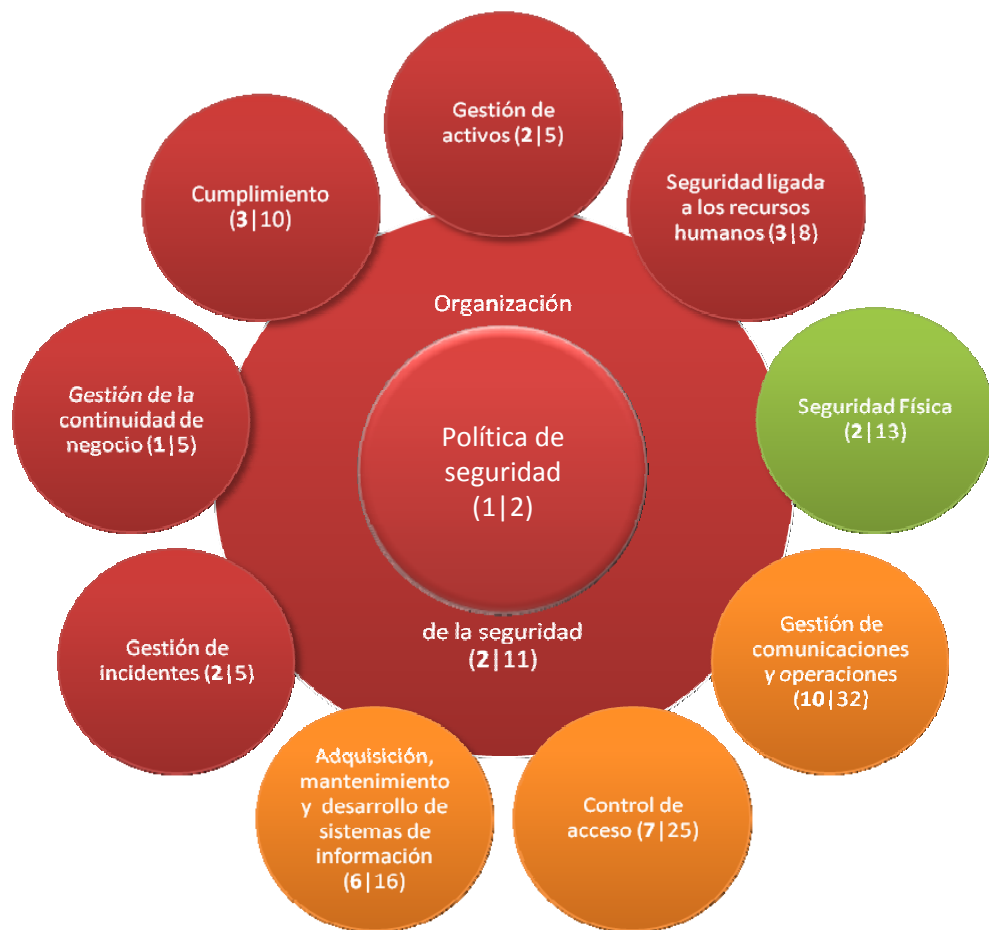 Gestión de
activos (2|5)
Cumplimiento
(3|10)
Seguridad ligada
a los recursos
humanos (3|8)
Organización
Gestión de la
continuidad de
negocio (1|5)
Política de
seguridad
(1|2)
Seguridad Física
(2|13)
de la seguridad
(2|11)
Gestión de
incidentes (2|5)
Gestión de
comunicaciones
y operaciones
(10|32)
Adquisición,
mantenimiento
y desarrollo de
sistemas de
información
(6|16)
Control de
acceso (7|25)